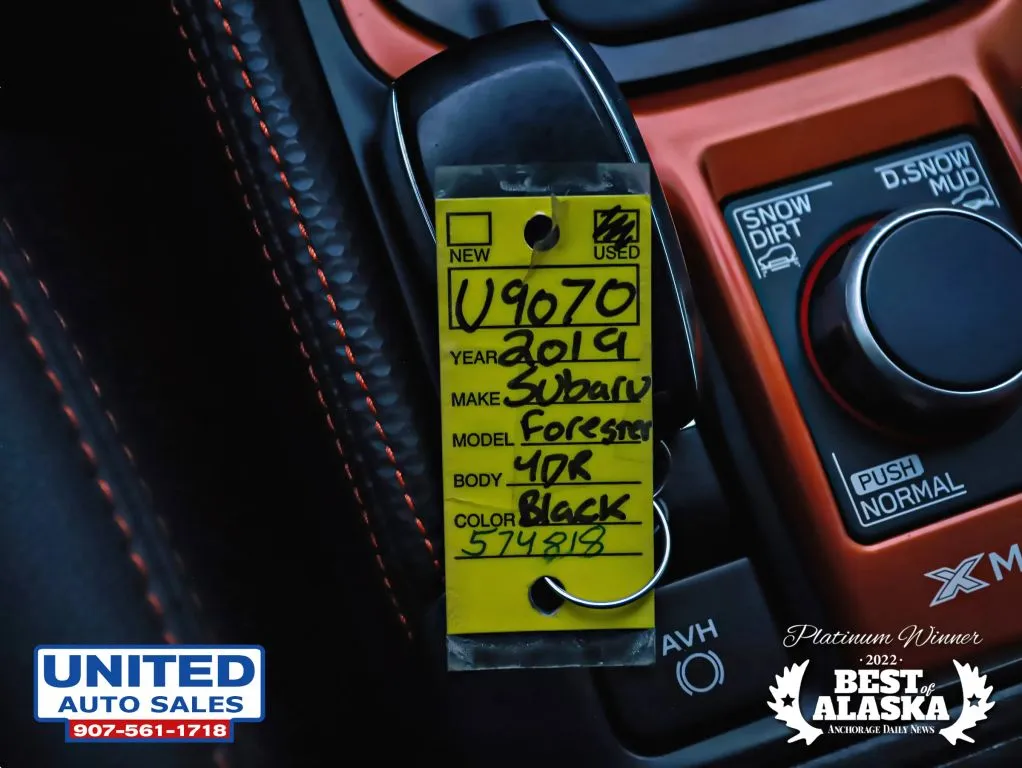 NEW USED
U9070
YEAR 2019
MAKE Subaru
MODEL Forester
BODY 4DR
COLOR Black
574818
SNOW
DIRT
D.SNOW
MUD
PUSH
NORMAL
X M
AVH
UNITED
AUTO SALES
907-561-1718
Platinum Winner
·2022·
BEST of
ALASKA
ANCHORAGE DAILY NEWS